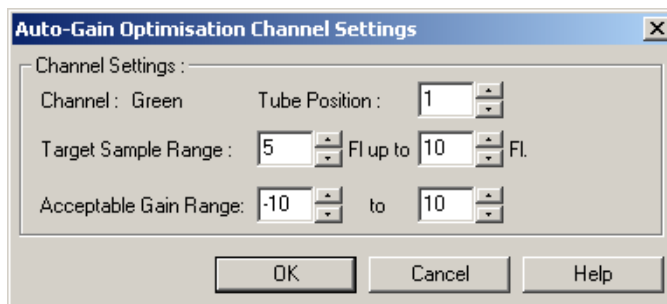 Auto-Gain Optimisation Channel Settings
Channel Settings :
Channel : Green Tube Position : 1
Target Sample Range : 5 Fl up to 10 Fl.
Acceptable Gain Range: -10 to 10
OK Cancel Help